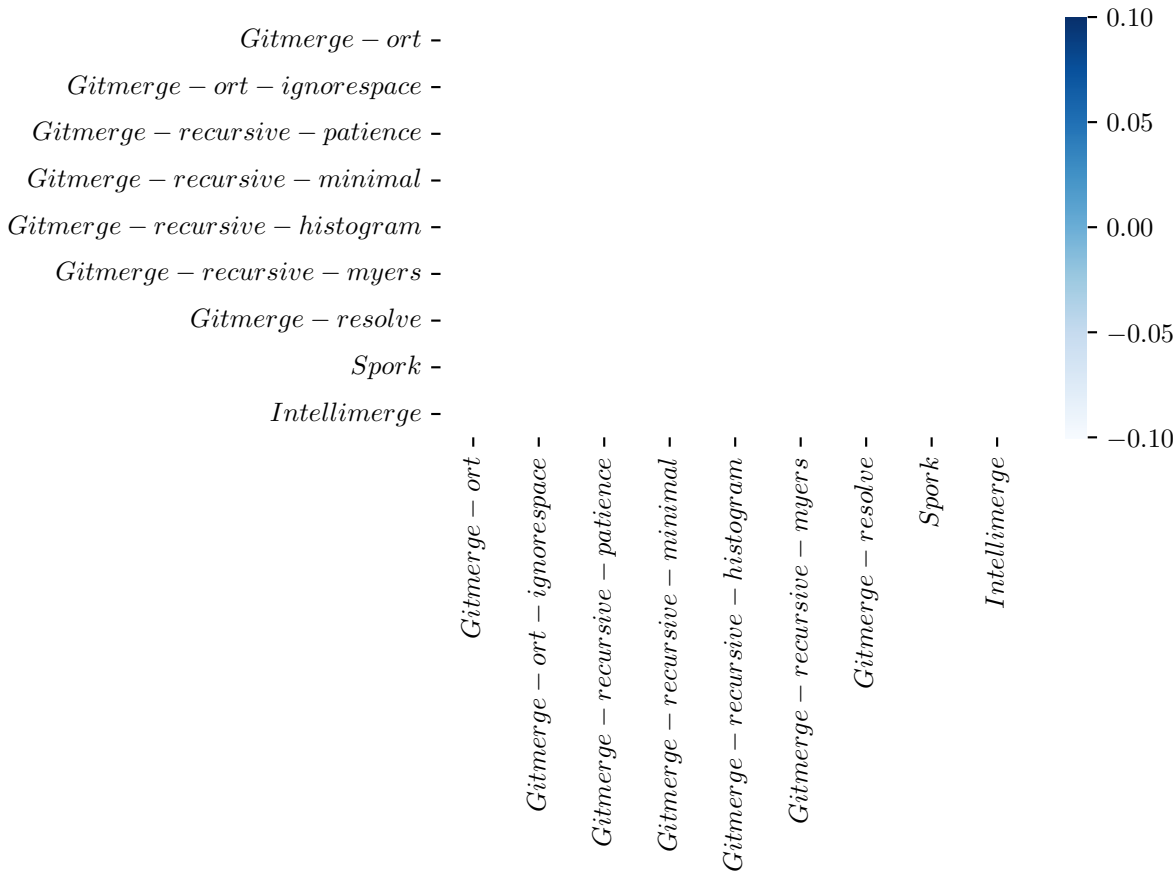 Gitmerge − ort
Gitmerge − ort − ignorespace
Gitmerge − recursive − patience
Gitmerge − recursive − minimal
Gitmerge − recursive − histogram
Gitmerge − recursive − myers
Gitmerge − resolve
Spork
Intellimerge
Gitmerge − ort
Gitmerge − ort − ignorespace
Gitmerge − recursive − patience
Gitmerge − recursive − minimal
Gitmerge − recursive − histogram
Gitmerge − recursive − myers
Gitmerge − resolve
Spork
Intellimerge
0.10
0.05
0.00
−0.05
−0.10